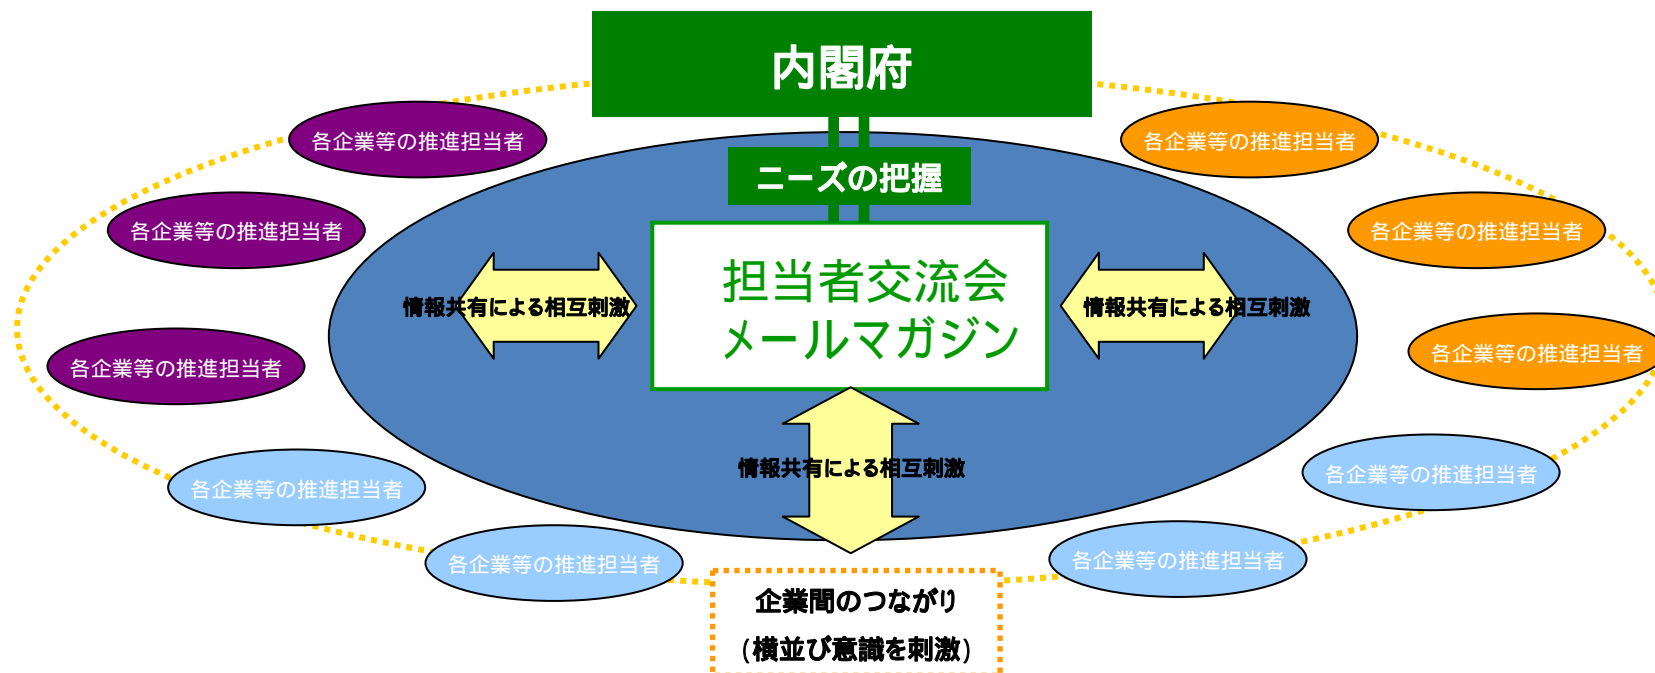 内閣府
各企業等の推進担当者
各企業等の推進担当者
ニーズの把握
各企業等の推進担当者
各企業等の推進担当者
担当者交流会
メールマガジン
情報共有による相互刺激
情報共有による相互刺激
各企業等の推進担当者
各企業等の推進担当者
情報共有による相互刺激
各企業等の推進担当者
各企業等の推進担当者
各企業等の推進担当者
各企業等の推進担当者
企業間のつながり
(横並び意識を刺激)